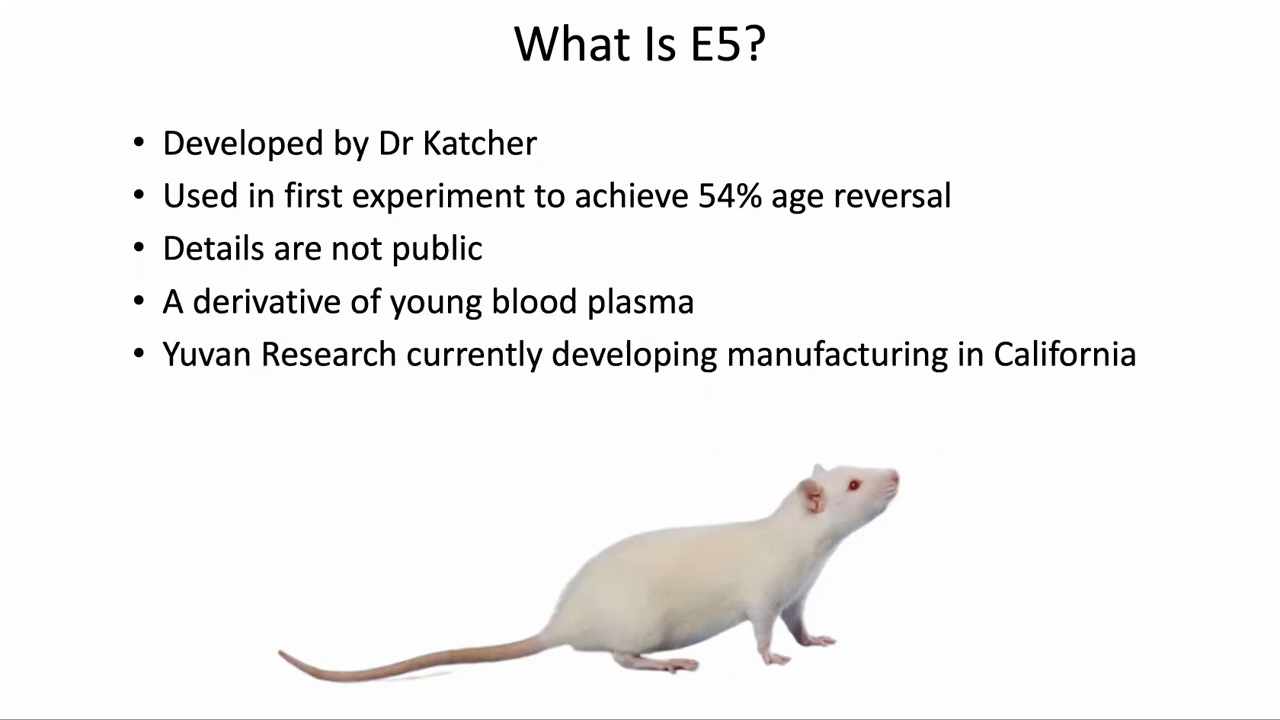 What Is E5?
• Developed by Dr Katcher
• Used in first experiment to achieve 54% age reversal
• Details are not public
• A derivative of young blood plasma
• Yuvan Research currently developing manufacturing in California